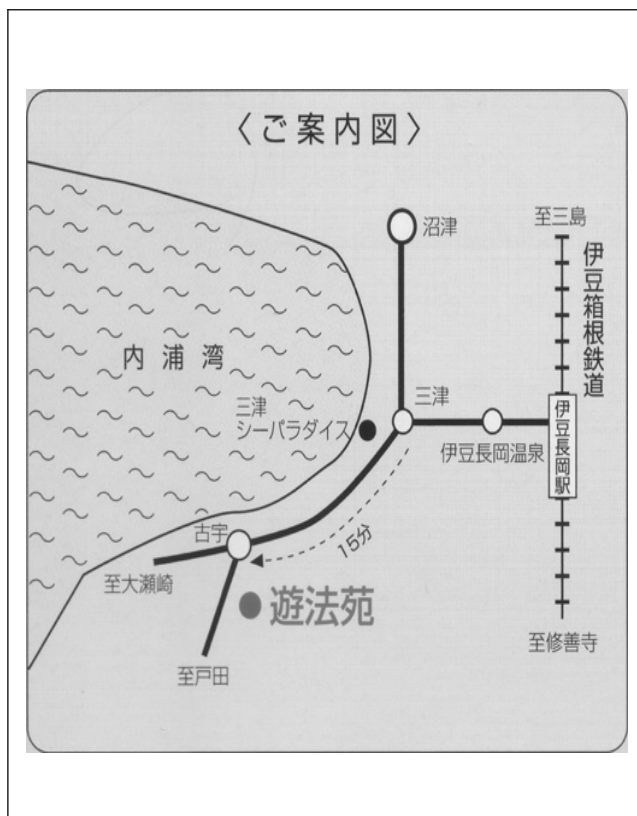 〈ご案内図〉
沼津
至三島
伊豆箱根鉄道
内浦湾
三津
シーパラダイス
三津
伊豆長岡温泉
伊豆長岡駅
古宇
15分
至大瀬崎
遊法苑
至戸田
至修善寺